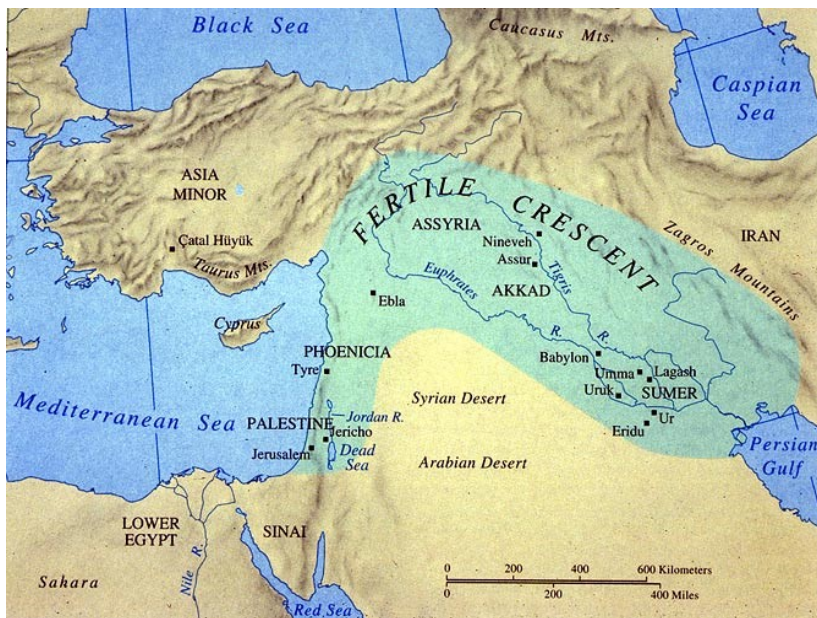 Black Sea
Caucasus Mts.
Caspian
Sea
ASIA
MINOR
FERTILE CRESCENT
ASSYRIA
IRAN
Çatal Hüyük
Nineveh
Assur
Zagros Mountains
Taurus Mts.
Euphrates
R.
Tigris
R.
AKKAD
Ebla
Cyprus
PHOENICIA
Tyre
Babylon
Umma
Lagash
Uruk
SUMER
Mediterranean Sea
Syrian Desert
PALESTINE
Jordan R.
Jericho
Ur
Eridu
Jerusalem
Dead
Sea
Arabian Desert
Persian
Gulf
LOWER
EGYPT
SINAI
Nile R.
Sahara
Red Sea
0 200 400 600 Kilometers
0 200 400 Miles